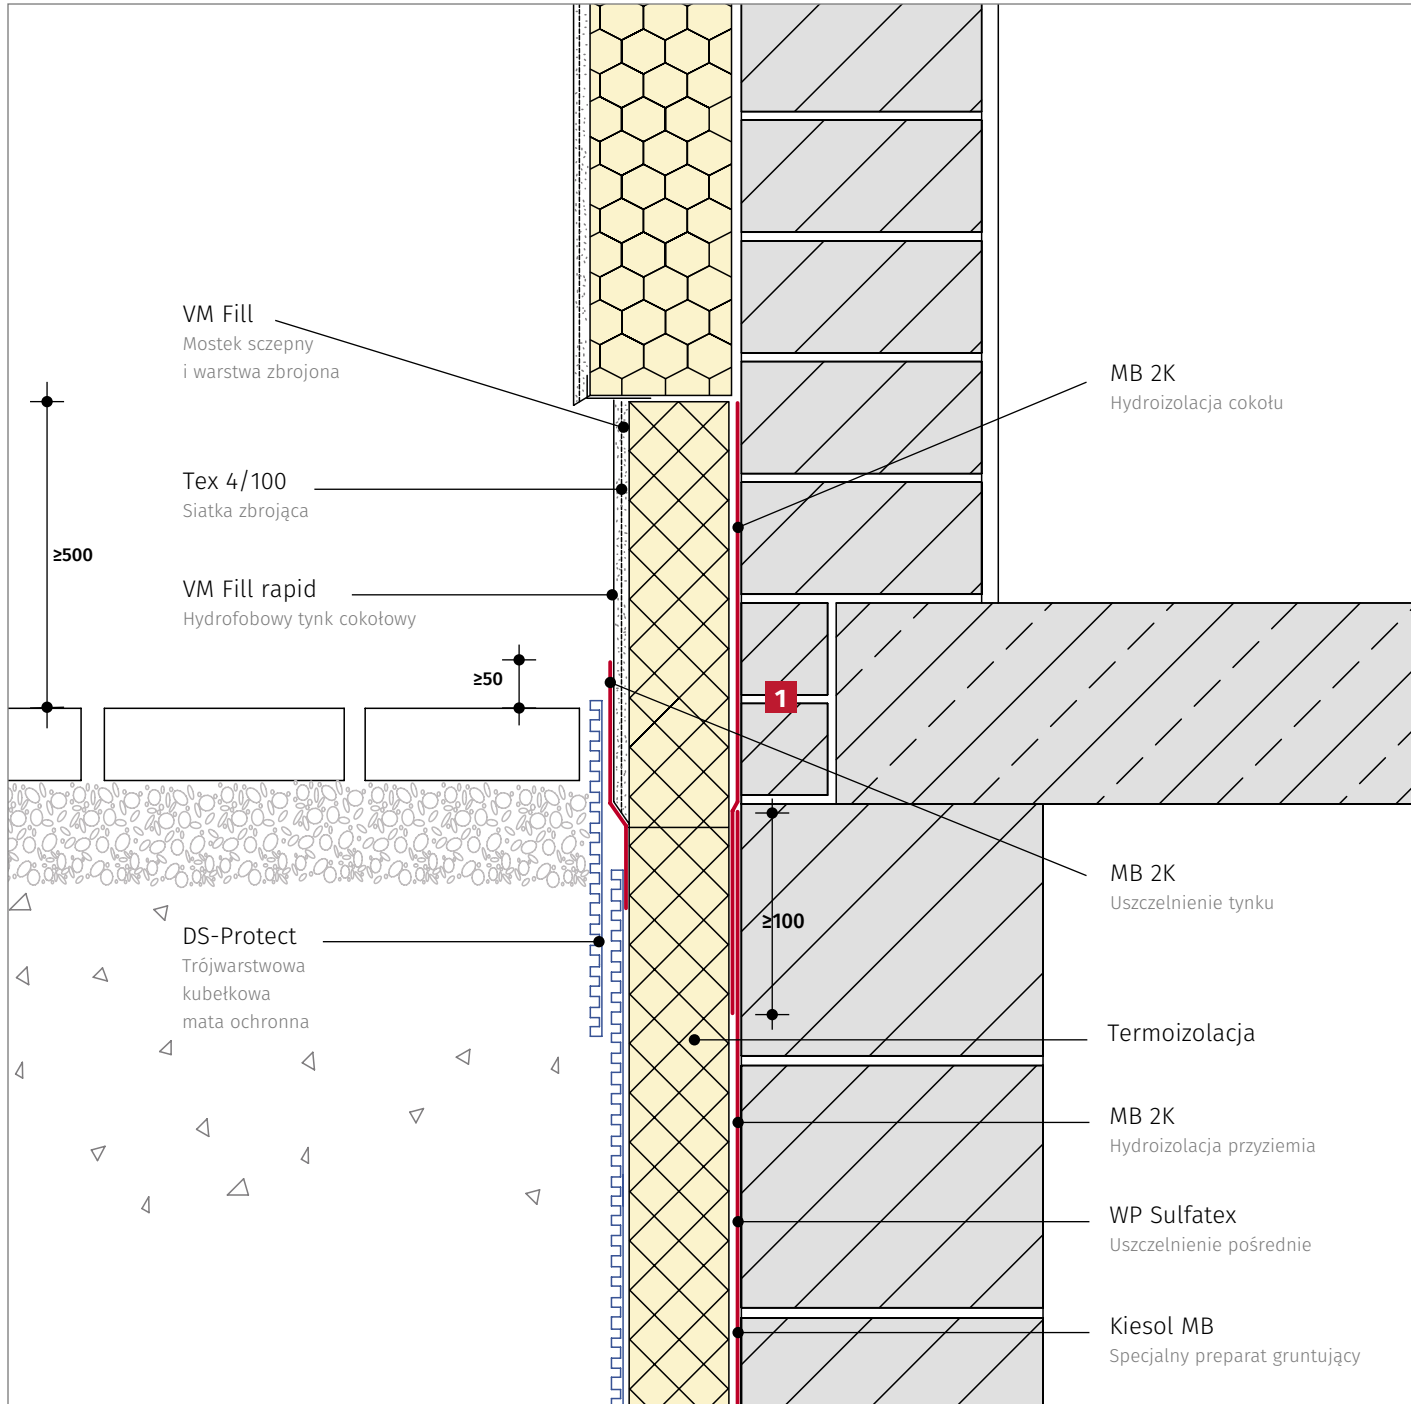 VM Fill
Mostek sczepny
i warstwa zbrojona
Tex 4/100
Siatka zbrojąca
≥500
VM Fill rapid
Hydrofobowy tynk cokołowy
≥50
DS-Protect
Trójwarstwowa
kubełkowa
mata ochronna
MB 2K
Hydroizolacja cokołu
1
MB 2K
Uszczelnienie tynku
≥100
Termoizolacja
MB 2K
Hydroizolacja przyziemia
WP Sulfatex
Uszczelnienie pośrednie
Kiesol MB
Specjalny preparat gruntujący